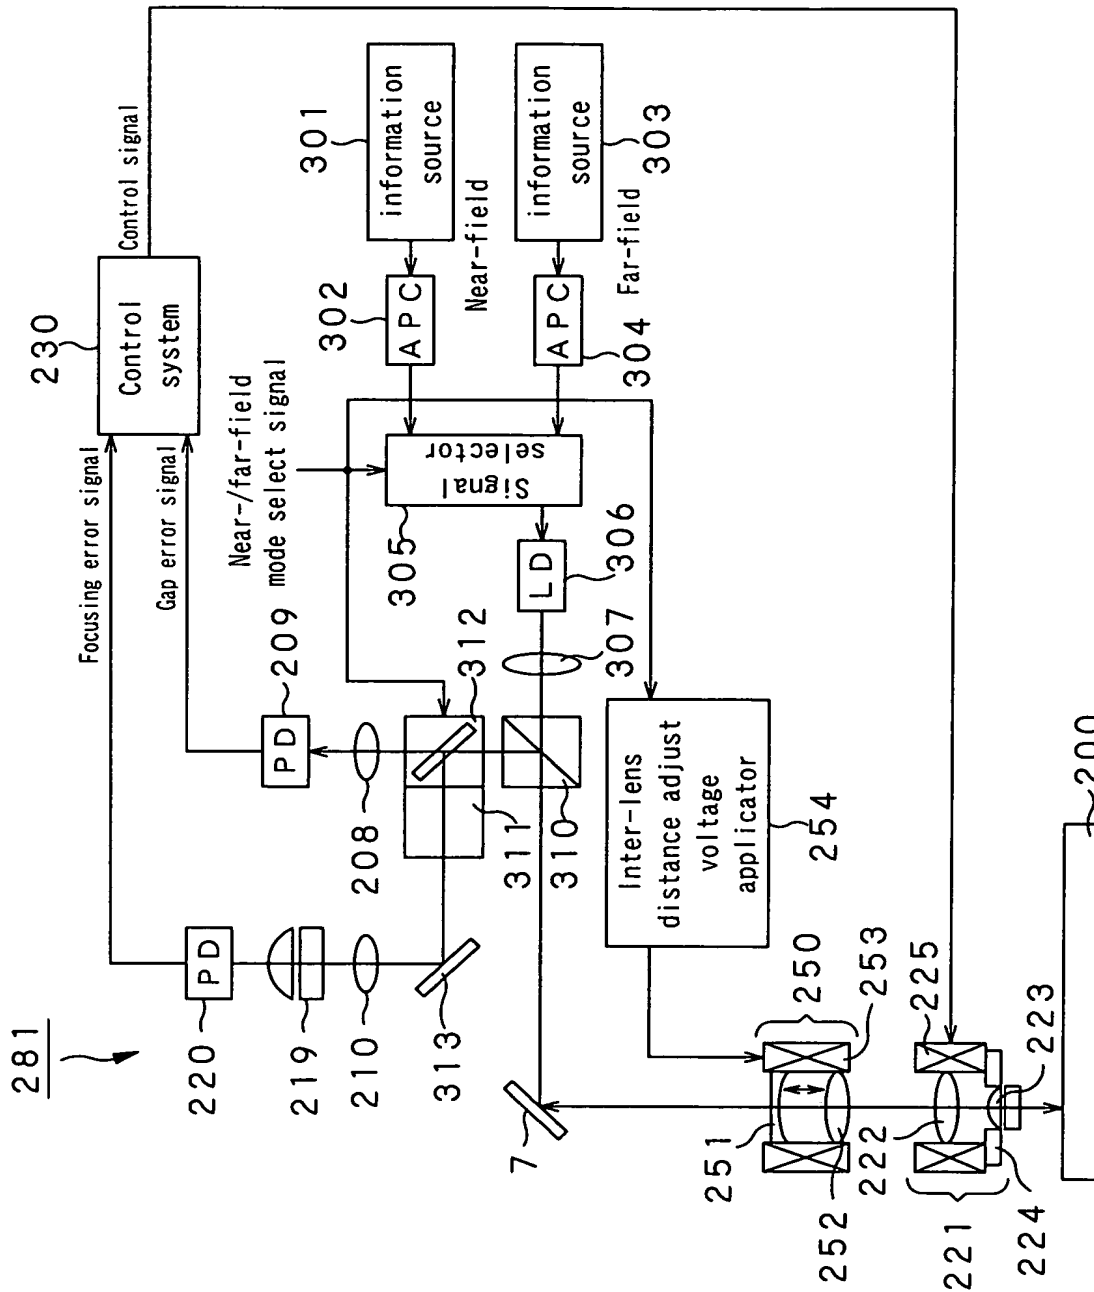 281
230
Control
system
Control signal
Focusing error signal
Gap error signal
301
information
source
303
information
source
Near-field
Far-field
302
APC
304
APC
Near-/far-field
mode select signal
305
Signal
selector
LD
306
307
209
PD
208
312
311
310
220
PD
219
210
313
Inter-lens
distance adjust
voltage
applicator
254
7
250
253
251
252
225
223
222
221
224
200